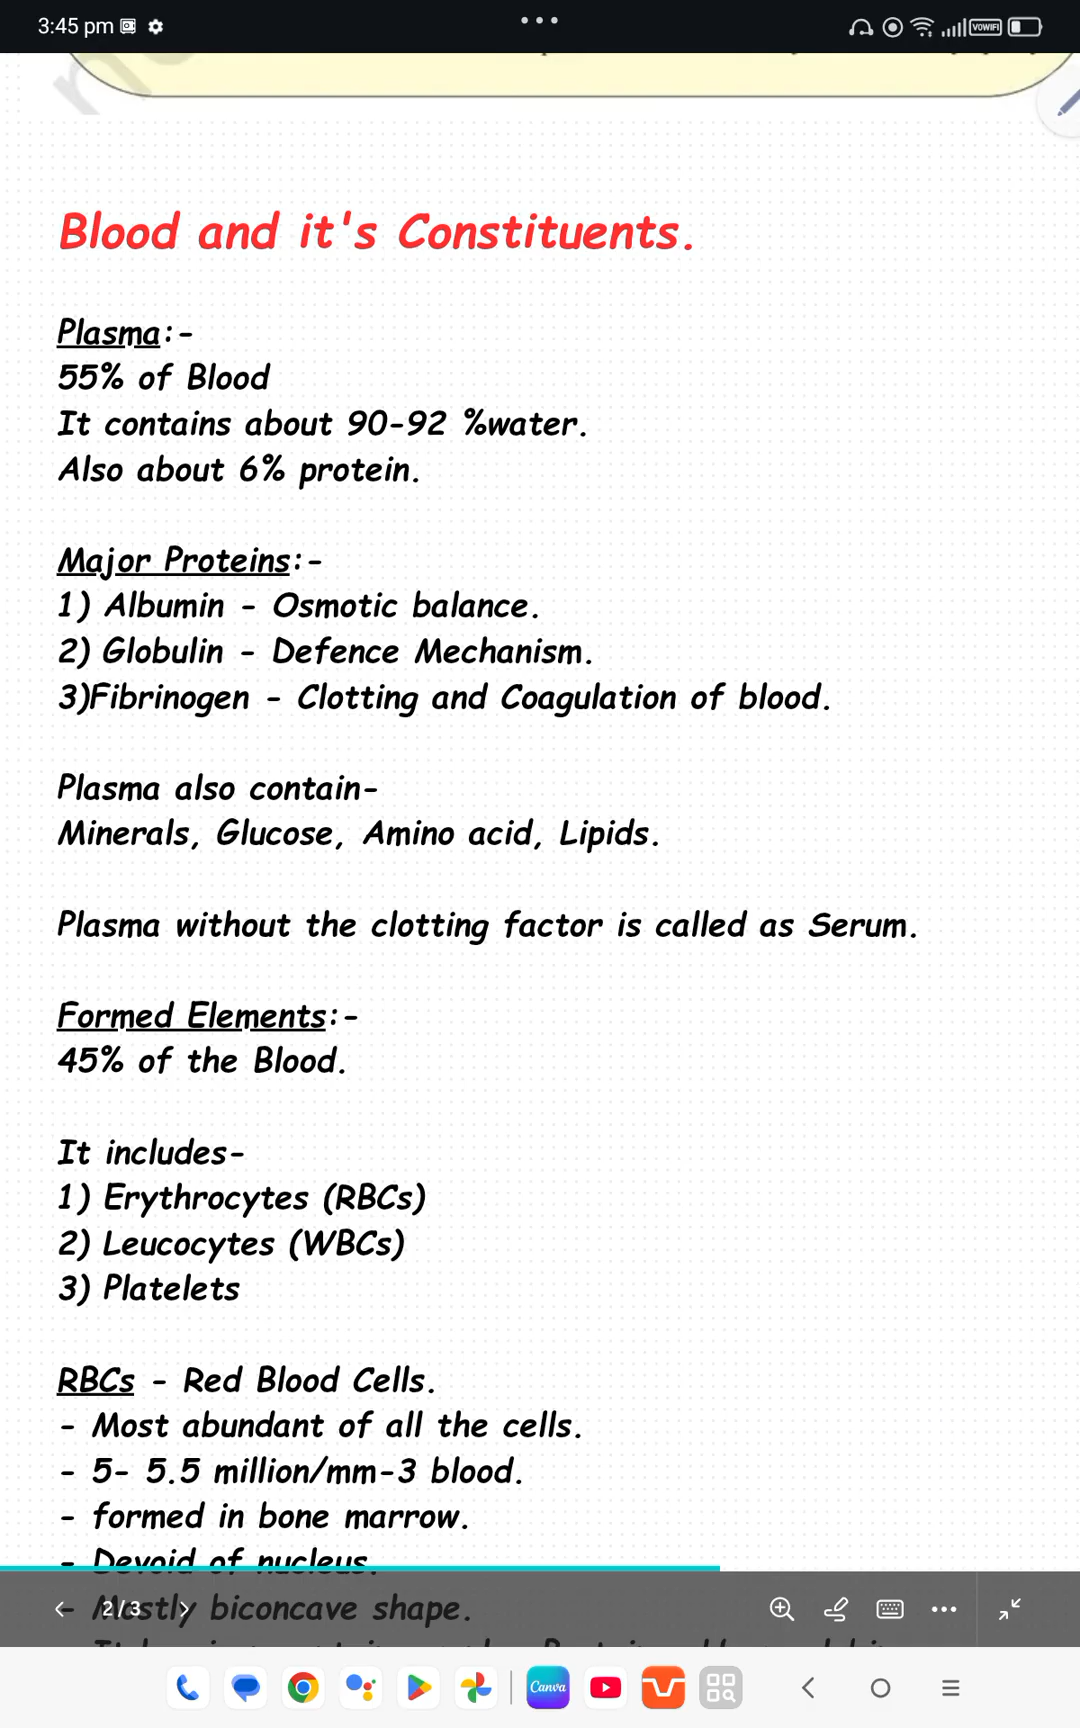 3:45 pm
VOWIFI
Blood and it's Constituents.
Plasma:-
55% of Blood
It contains about 90-92 %water.
Also about 6% protein.
Major Proteins:-
1) Albumin - Osmotic balance.
2) Globulin - Defence Mechanism.
3)Fibrinogen - Clotting and Coagulation of blood.
Plasma also contain-
Minerals, Glucose, Amino acid, Lipids.
Plasma without the clotting factor is called as Serum.
Formed Elements:-
45% of the Blood.
It includes-
1) Erythrocytes (RBCs)
2) Leucocytes (WBCs)
3) Platelets
RBCs - Red Blood Cells.
- Most abundant of all the cells.
- 5- 5.5 million/mm-3 blood.
- formed in bone marrow.
- Devoid of nucleus.
- Mostly biconcave shape.
2/3
Canva